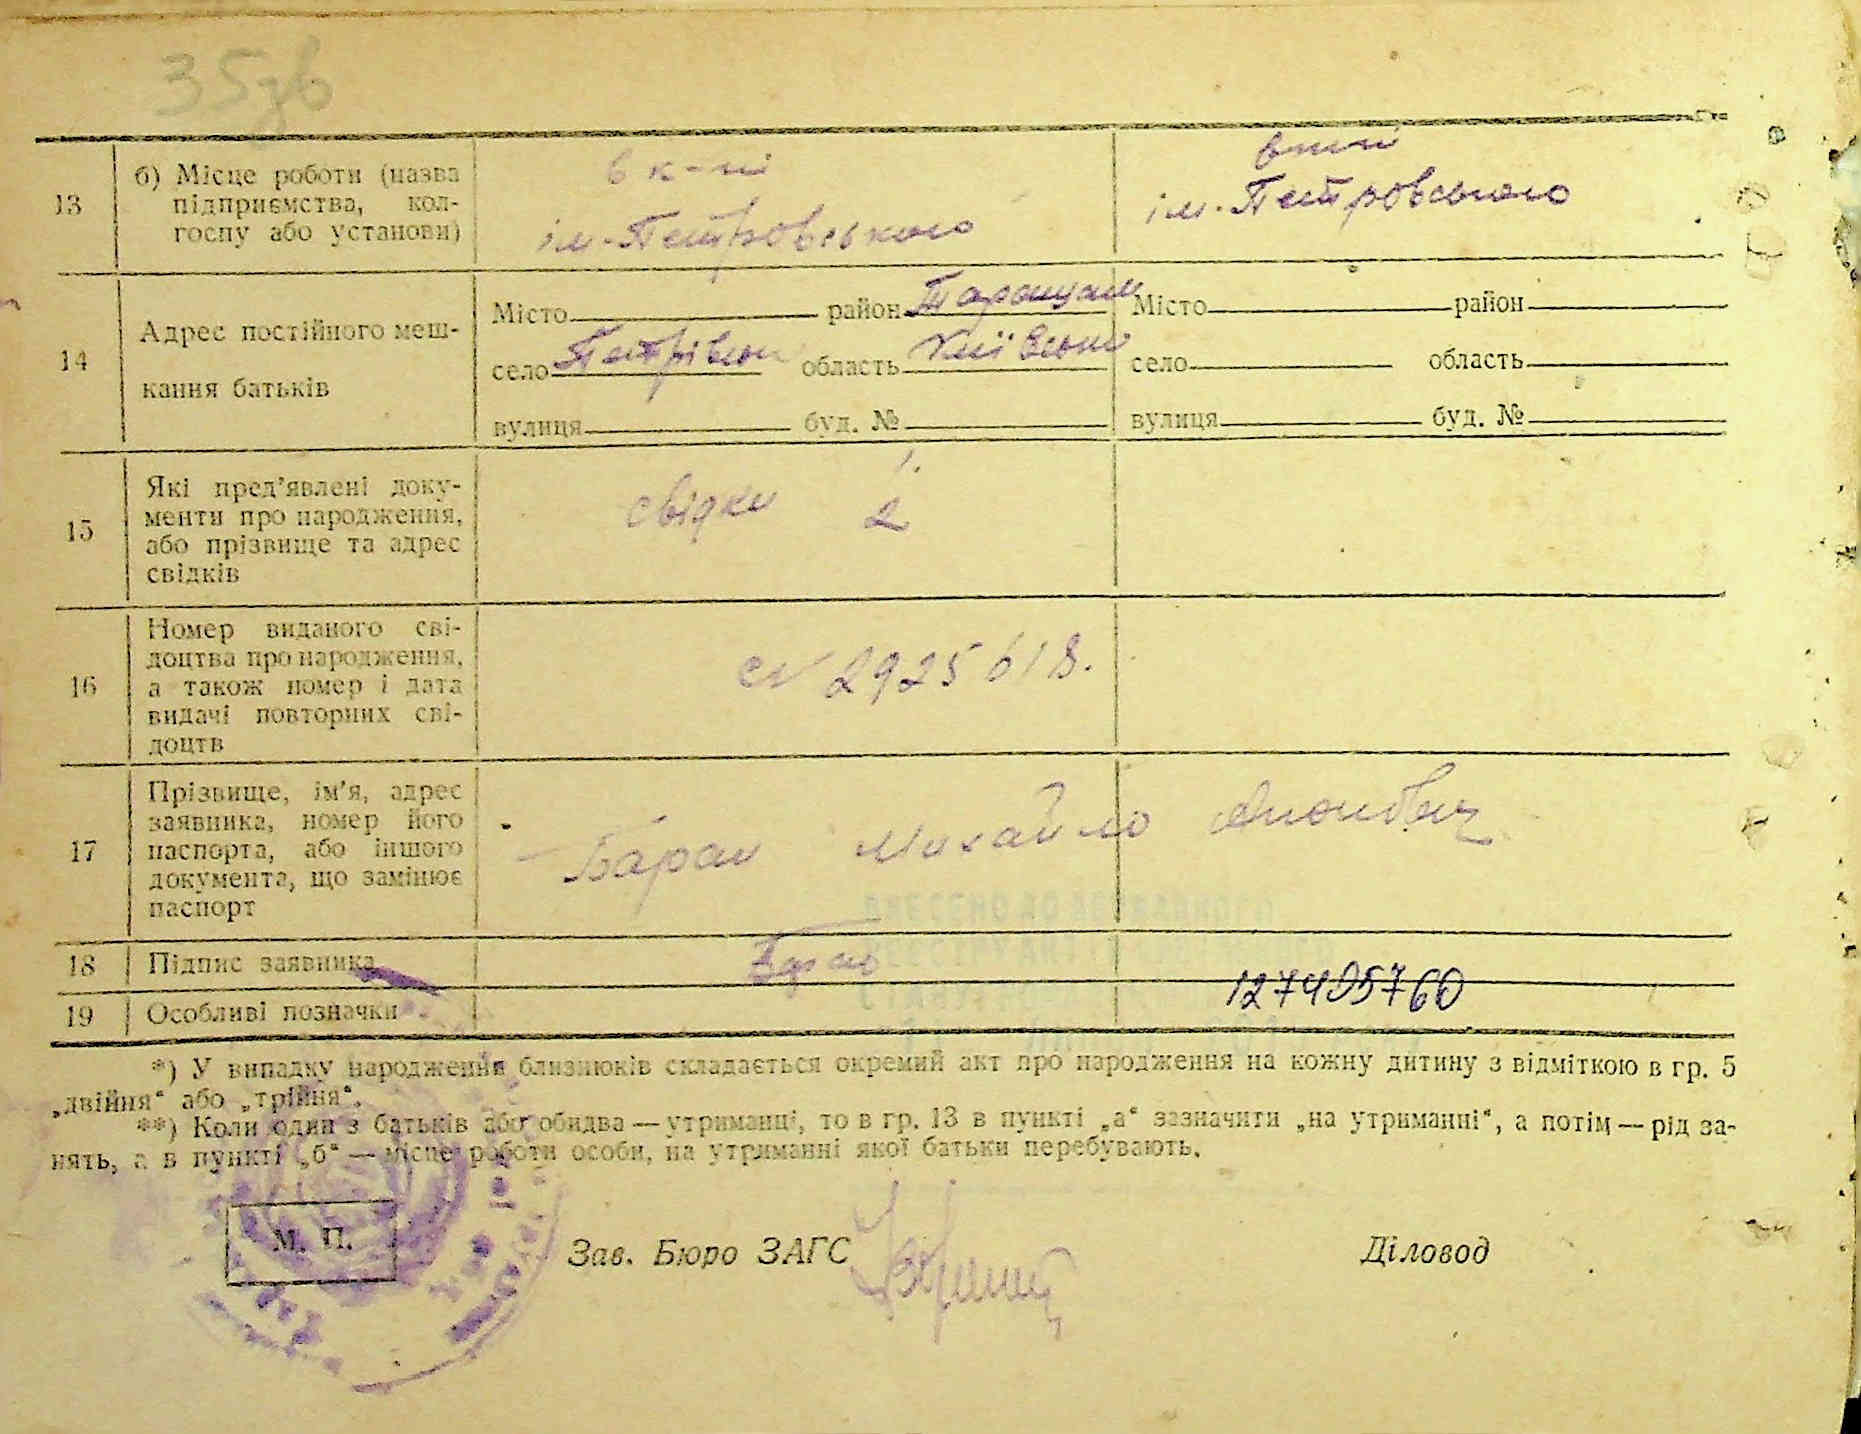 35зв
13
б) Місце роботи (назва
підприємства, кол-
госпу або установи)
в к-пі
ім. Петровського
ім. Петровського
14
Адрес постійного меш-
кання батьків
Місто район Таращан
село Петрівськ область Київська
вулиця буд. №
Місто район
село область
вулиця буд. №
15
Які пред’явлені доку-
менти про народження,
або прізвище та адрес
свідків
свідки 1.
2
16
Номер виданого сві-
доцтва про народження,
а також номер і дата
видачі повторних сві-
доцтв
2925618.
17
Прізвище, ім’я, адрес
заявника, номер його
паспорта, або іншого
документа, що замінює
паспорт
Баран Михайло
ВНЕСЕНО ДО ДЕРЖАВНОГО
18
Підпис заявника
19
Особливі позначки
127495760
*) У випадку народження близнюків складається окремий акт про народження на кожну дитину з відміткою в гр. 5
„двійня“ або „трійня“.
**) Коли один з батьків або обидва — утриманці, то в гр. 13 в пункті „а“ зазначити „на утриманні“, а потім — рід за-
нять, а в пункті „б“ — місце роботи особи, на утриманні якої батьки перебувають.
М. П.
Зав. Бюро ЗАГС
Діловод